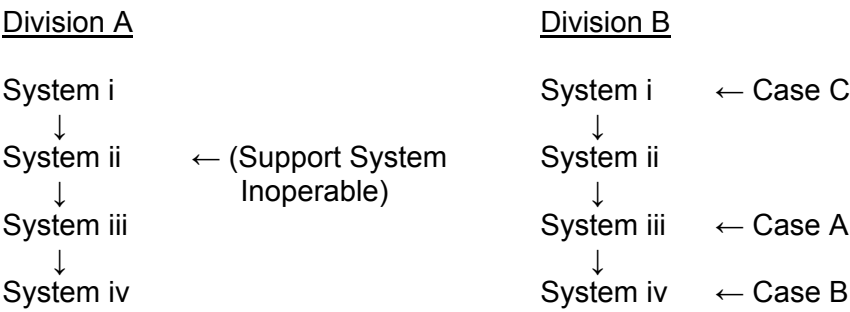 Division A Division B
System i System i ← Case C
↓ ↓
System ii ← (Support System System ii
↓ Inoperable) ↓
System iii System iii ← Case A
↓ ↓
System iv System iv ← Case B